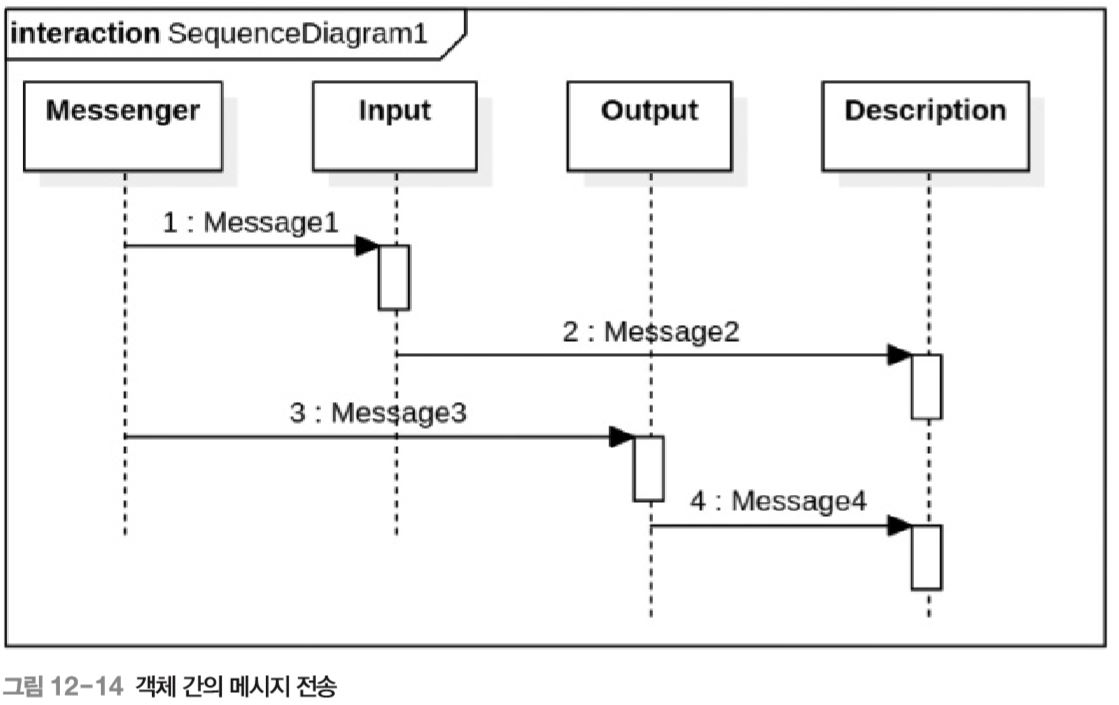 interaction SequenceDiagram1
Messenger
Input
Output
Description
1 : Message1
2 : Message2
3 : Message3
4 : Message4
그림 12-14 객체 간의 메시지 전송